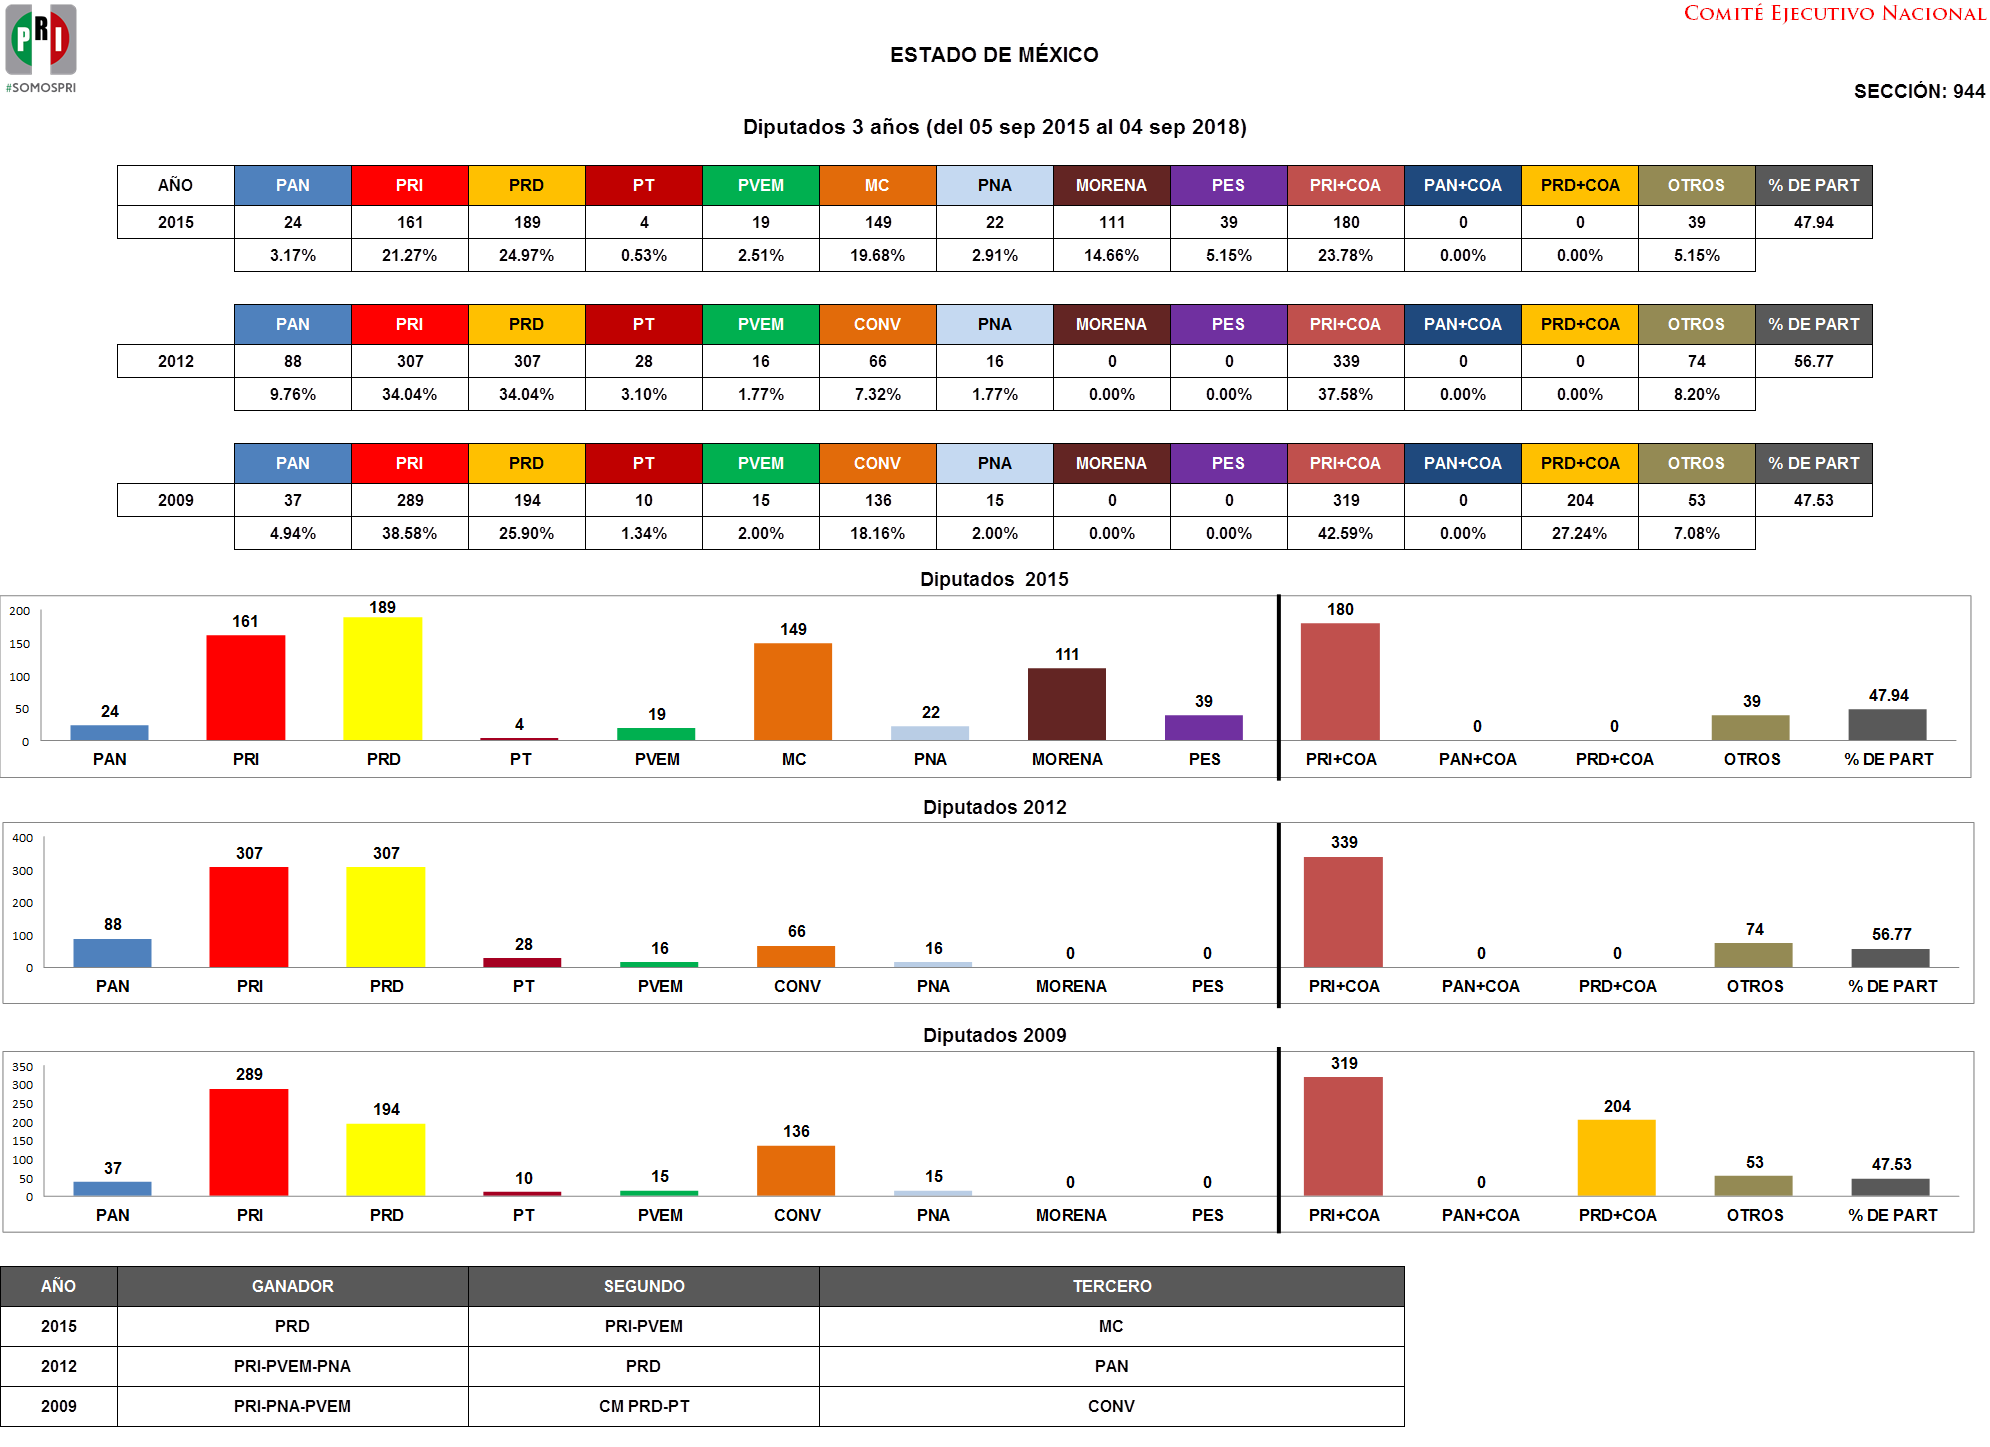 PRI
#SOMOSPRI
COMITÉ EJECUTIVO NACIONAL
ESTADO DE MÉXICO
SECCIÓN: 944
Diputados 3 años (del 05 sep 2015 al 04 sep 2018)
AÑO PAN PRI PRD PT PVEM MC PNA MORENA PES PRI+COA PAN+COA PRD+COA OTROS % DE PART
2015 24 161 189 4 19 149 22 111 39 180 0 0 39 47.94
3.17% 21.27% 24.97% 0.53% 2.51% 19.68% 2.91% 14.66% 5.15% 23.78% 0.00% 0.00% 5.15%
PAN PRI PRD PT PVEM CONV PNA MORENA PES PRI+COA PAN+COA PRD+COA OTROS % DE PART
2012 88 307 307 28 16 66 16 0 0 339 0 0 74 56.77
9.76% 34.04% 34.04% 3.10% 1.77% 7.32% 1.77% 0.00% 0.00% 37.58% 0.00% 0.00% 8.20%
PAN PRI PRD PT PVEM CONV PNA MORENA PES PRI+COA PAN+COA PRD+COA OTROS % DE PART
2009 37 289 194 10 15 136 15 0 0 319 0 204 53 47.53
4.94% 38.58% 25.90% 1.34% 2.00% 18.16% 2.00% 0.00% 0.00% 42.59% 0.00% 27.24% 7.08%
Diputados 2015
200
150
100
50
0
24 161 189 4 19 149 22 111 39 180 0 0 39 47.94
PAN PRI PRD PT PVEM MC PNA MORENA PES PRI+COA PAN+COA PRD+COA OTROS % DE PART
Diputados 2012
400
300
200
100
0
88 307 307 28 16 66 16 0 0 339 0 0 74 56.77
PAN PRI PRD PT PVEM CONV PNA MORENA PES PRI+COA PAN+COA PRD+COA OTROS % DE PART
Diputados 2009
350
300
250
200
150
100
50
0
37 289 194 10 15 136 15 0 0 319 0 204 53 47.53
PAN PRI PRD PT PVEM CONV PNA MORENA PES PRI+COA PAN+COA PRD+COA OTROS % DE PART
AÑO GANADOR SEGUNDO TERCERO
2015 PRD PRI-PVEM MC
2012 PRI-PVEM-PNA PRD PAN
2009 PRI-PNA-PVEM CM PRD-PT CONV